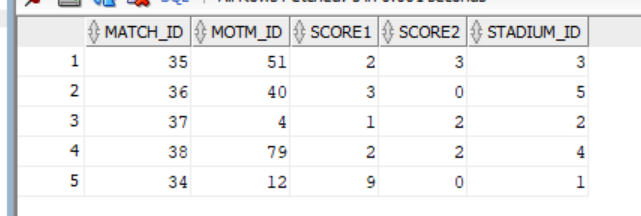 SQL
MATCH_ID MOTM_ID SCORE1 SCORE2 STADIUM_ID
1 35 51 2 3 3
2 36 40 3 0 5
3 37 4 1 2 2
4 38 79 2 2 4
5 34 12 9 0 1